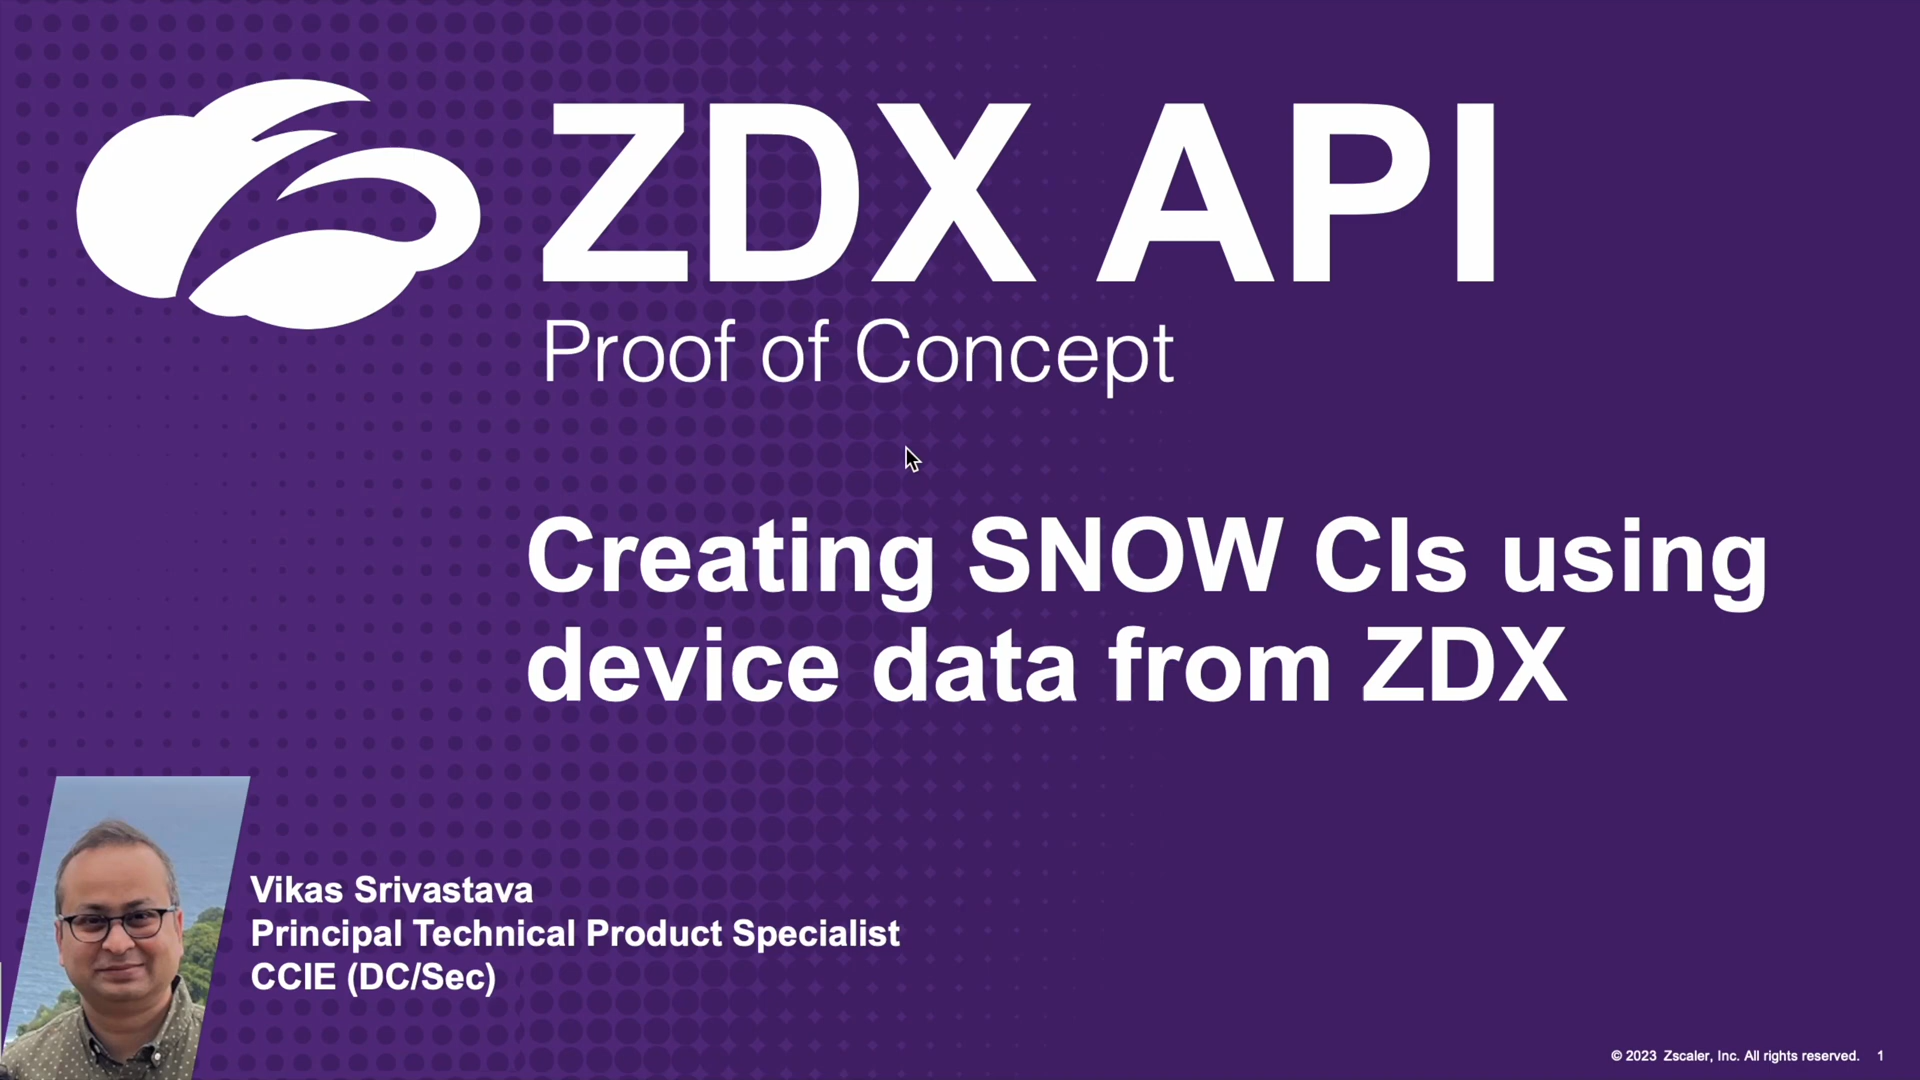 ZDX API
Proof of Concept
Creating SNOW CIs using
device data from ZDX
Vikas Srivastava
Principal Technical Product Specialist
CCIE (DC/Sec)
© 2023 Zscaler, Inc. All rights reserved. 1